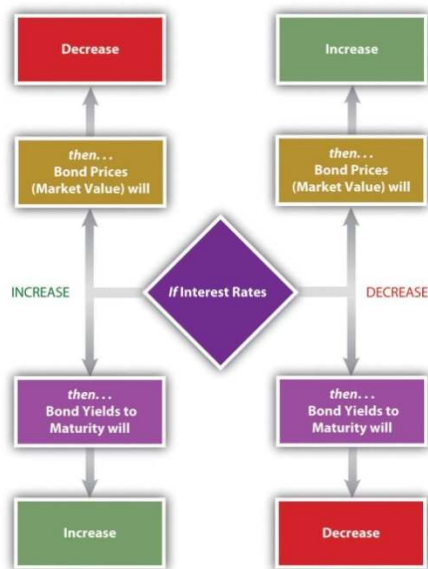 Decrease
Increase
then...
Bond Prices
(Market Value) will
then...
Bond Prices
(Market Value) will
INCREASE
If Interest Rates
DECREASE
then...
Bond Yields to
Maturity will
then...
Bond Yields to
Maturity will
Increase
Decrease